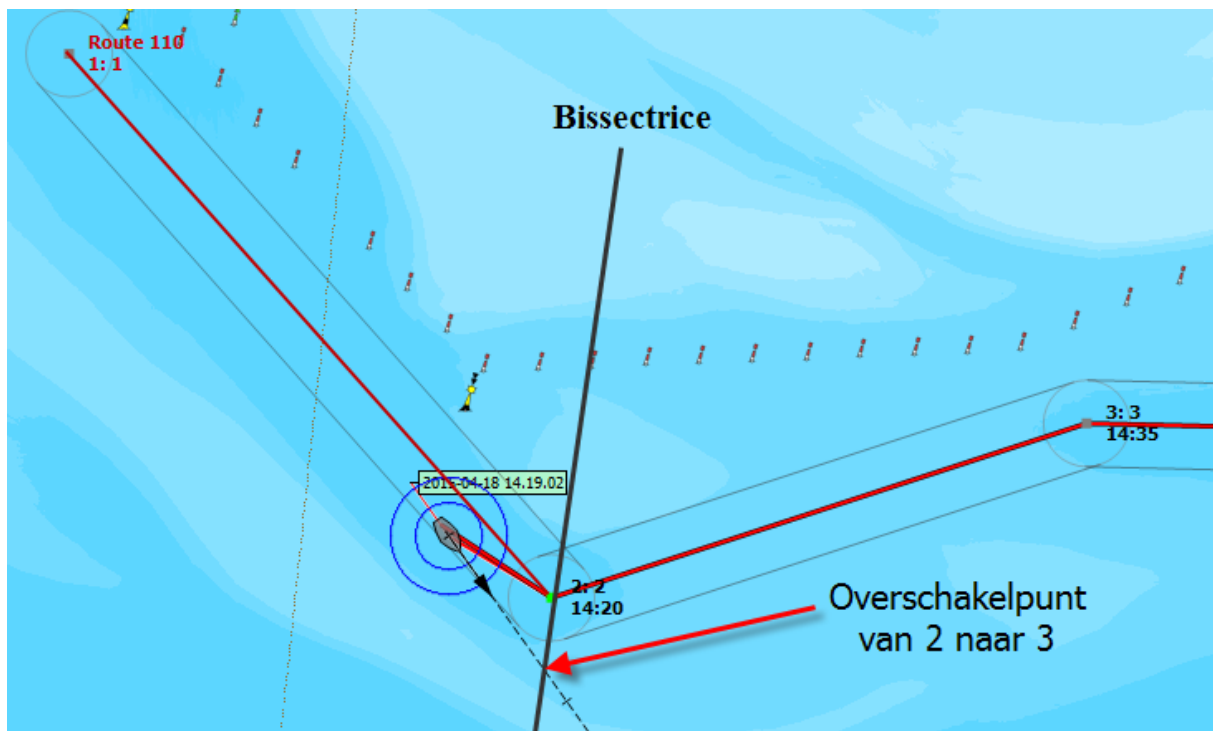 Route 110
1: 1
Bissectrice
3: 3
14:35
2015-04-18 14.19.02
2: 2
14:20
Overschakelpunt
van 2 naar 3